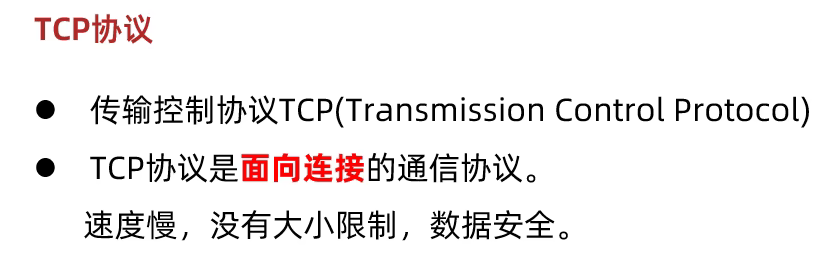 TCP协议
● 传输控制协议TCP(Transmission Control Protocol)
● TCP协议是面向连接的通信协议。
速度慢，没有大小限制，数据安全。